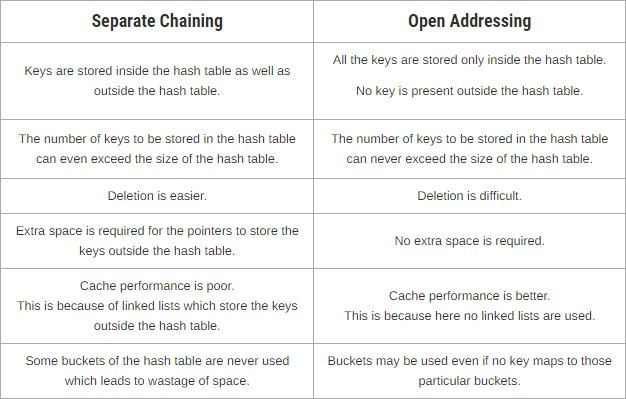 Separate Chaining
Open Addressing
Keys are stored inside the hash table as well as
outside the hash table.
All the keys are stored only inside the hash table.
No key is present outside the hash table.
The number of keys to be stored in the hash table
can even exceed the size of the hash table.
The number of keys to be stored in the hash table
can never exceed the size of the hash table.
Deletion is easier.
Deletion is difficult.
Extra space is required for the pointers to store the
keys outside the hash table.
No extra space is required.
Cache performance is poor.
This is because of linked lists which store the keys
outside the hash table.
Cache performance is better.
This is because here no linked lists are used.
Some buckets of the hash table are never used
which leads to wastage of space.
Buckets may be used even if no key maps to those
particular buckets.